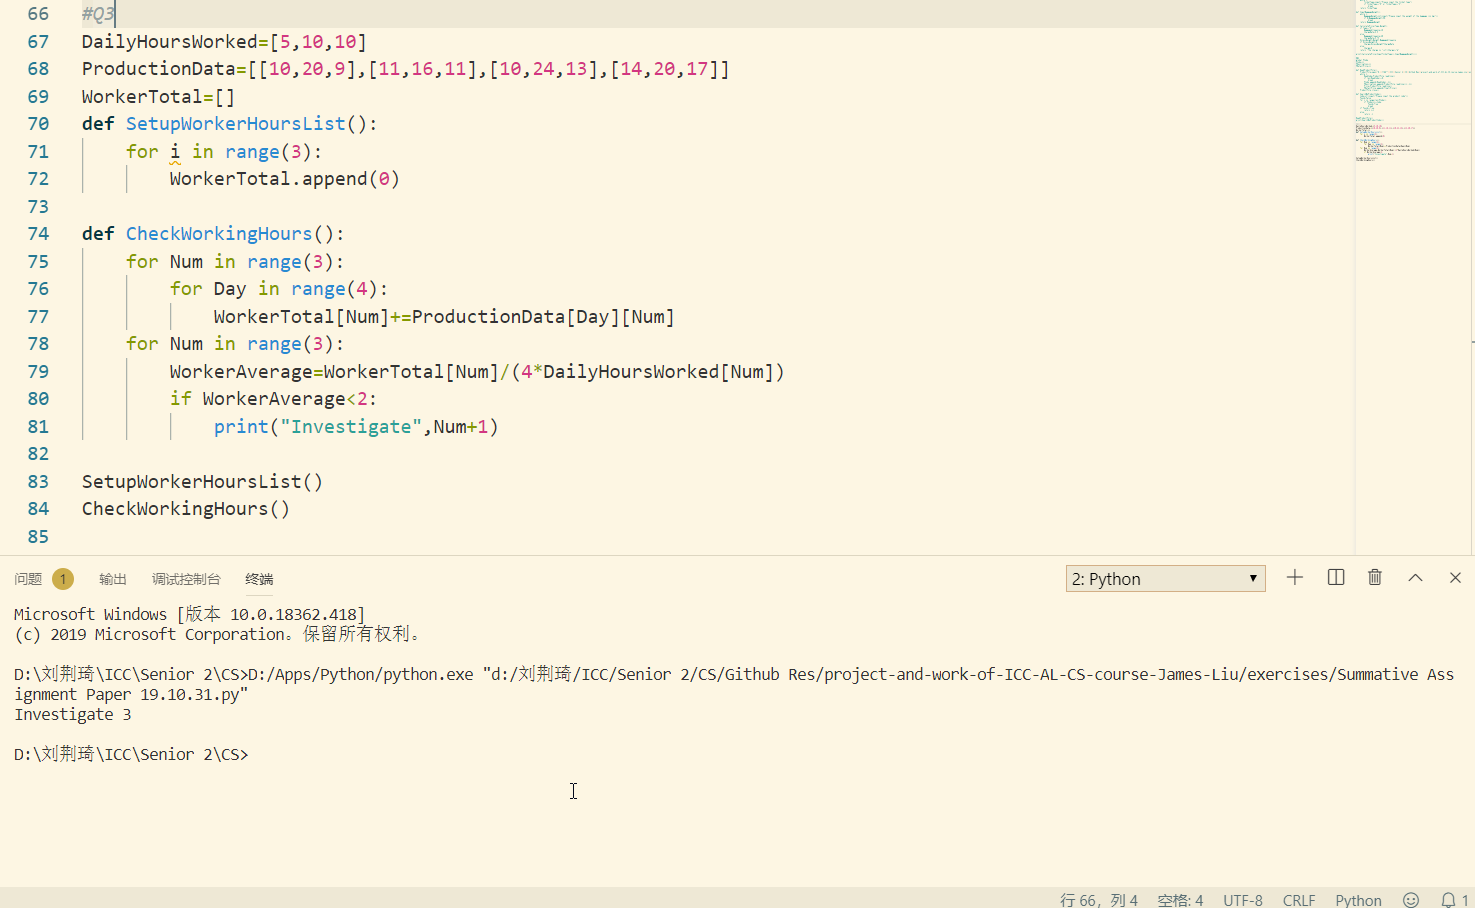 66 #Q3
67 DailyHoursWorked=[5,10,10]
68 ProductionData=[[10,20,9],[11,16,11],[10,24,13],[14,20,17]]
69 WorkerTotal=[]
70 def SetupWorkerHoursList():
71     for i in range(3):
72         WorkerTotal.append(0)
73
74 def CheckWorkingHours():
75     for Num in range(3):
76         for Day in range(4):
77             WorkerTotal[Num]+=ProductionData[Day][Num]
78     for Num in range(3):
79         WorkerAverage=WorkerTotal[Num]/(4*DailyHoursWorked[Num])
80         if WorkerAverage<2:
81             print("Investigate",Num+1)
82
83 SetupWorkerHoursList()
84 CheckWorkingHours()
85
问题 1 输出 调试控制台 终端 2: Python
Microsoft Windows [版本 10.0.18362.418]
(c) 2019 Microsoft Corporation。保留所有权利。
D:\刘荆琦\ICC\Senior 2\CS>D:/Apps/Python/python.exe "d:/刘荆琦/ICC/Senior 2/CS/Github Res/project-and-work-of-ICC-AL-CS-course-James-Liu/exercises/Summative Ass
ignment Paper 19.10.31.py"
Investigate 3
D:\刘荆琦\ICC\Senior 2\CS>
行 66，列 4 空格: 4 UTF-8 CRLF Python 1